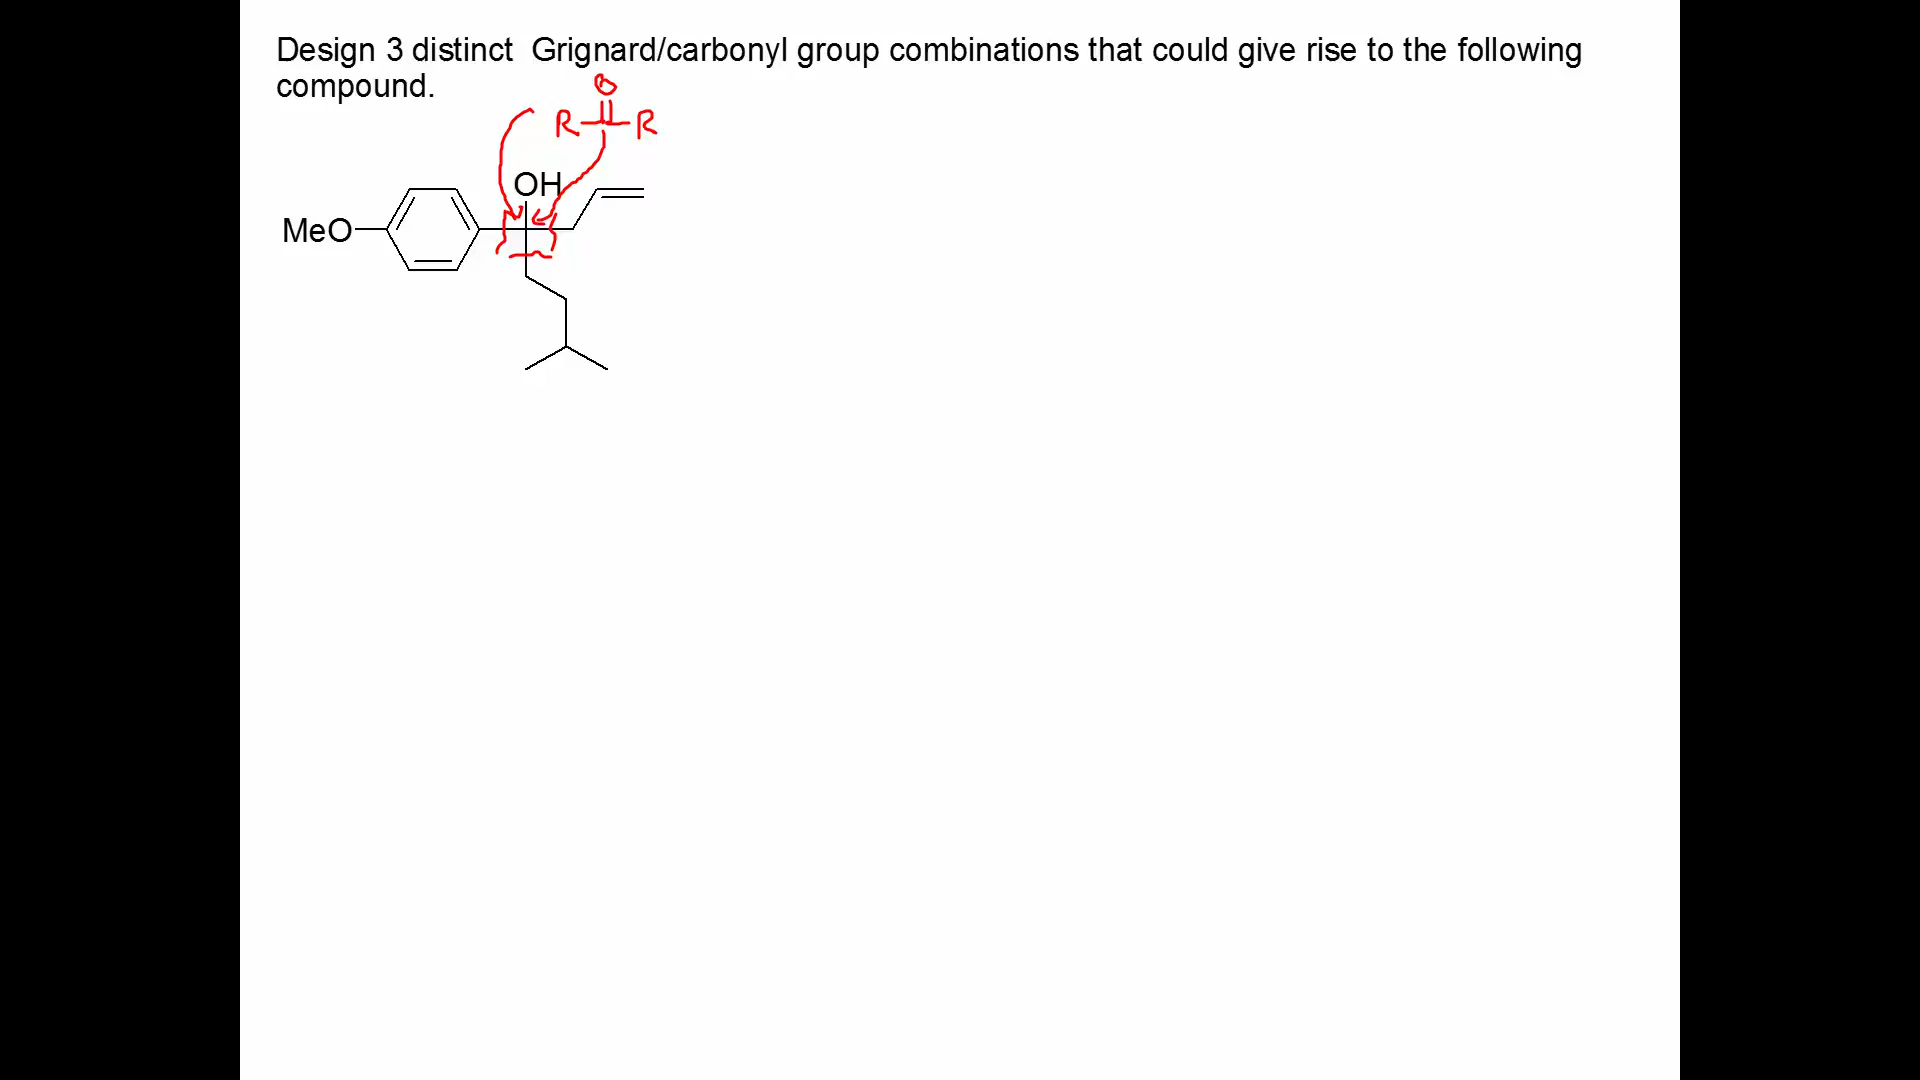 Design 3 distinct  Grignard/carbonyl group combinations that could give rise to the following
compound.
O
R R
OH
MeO